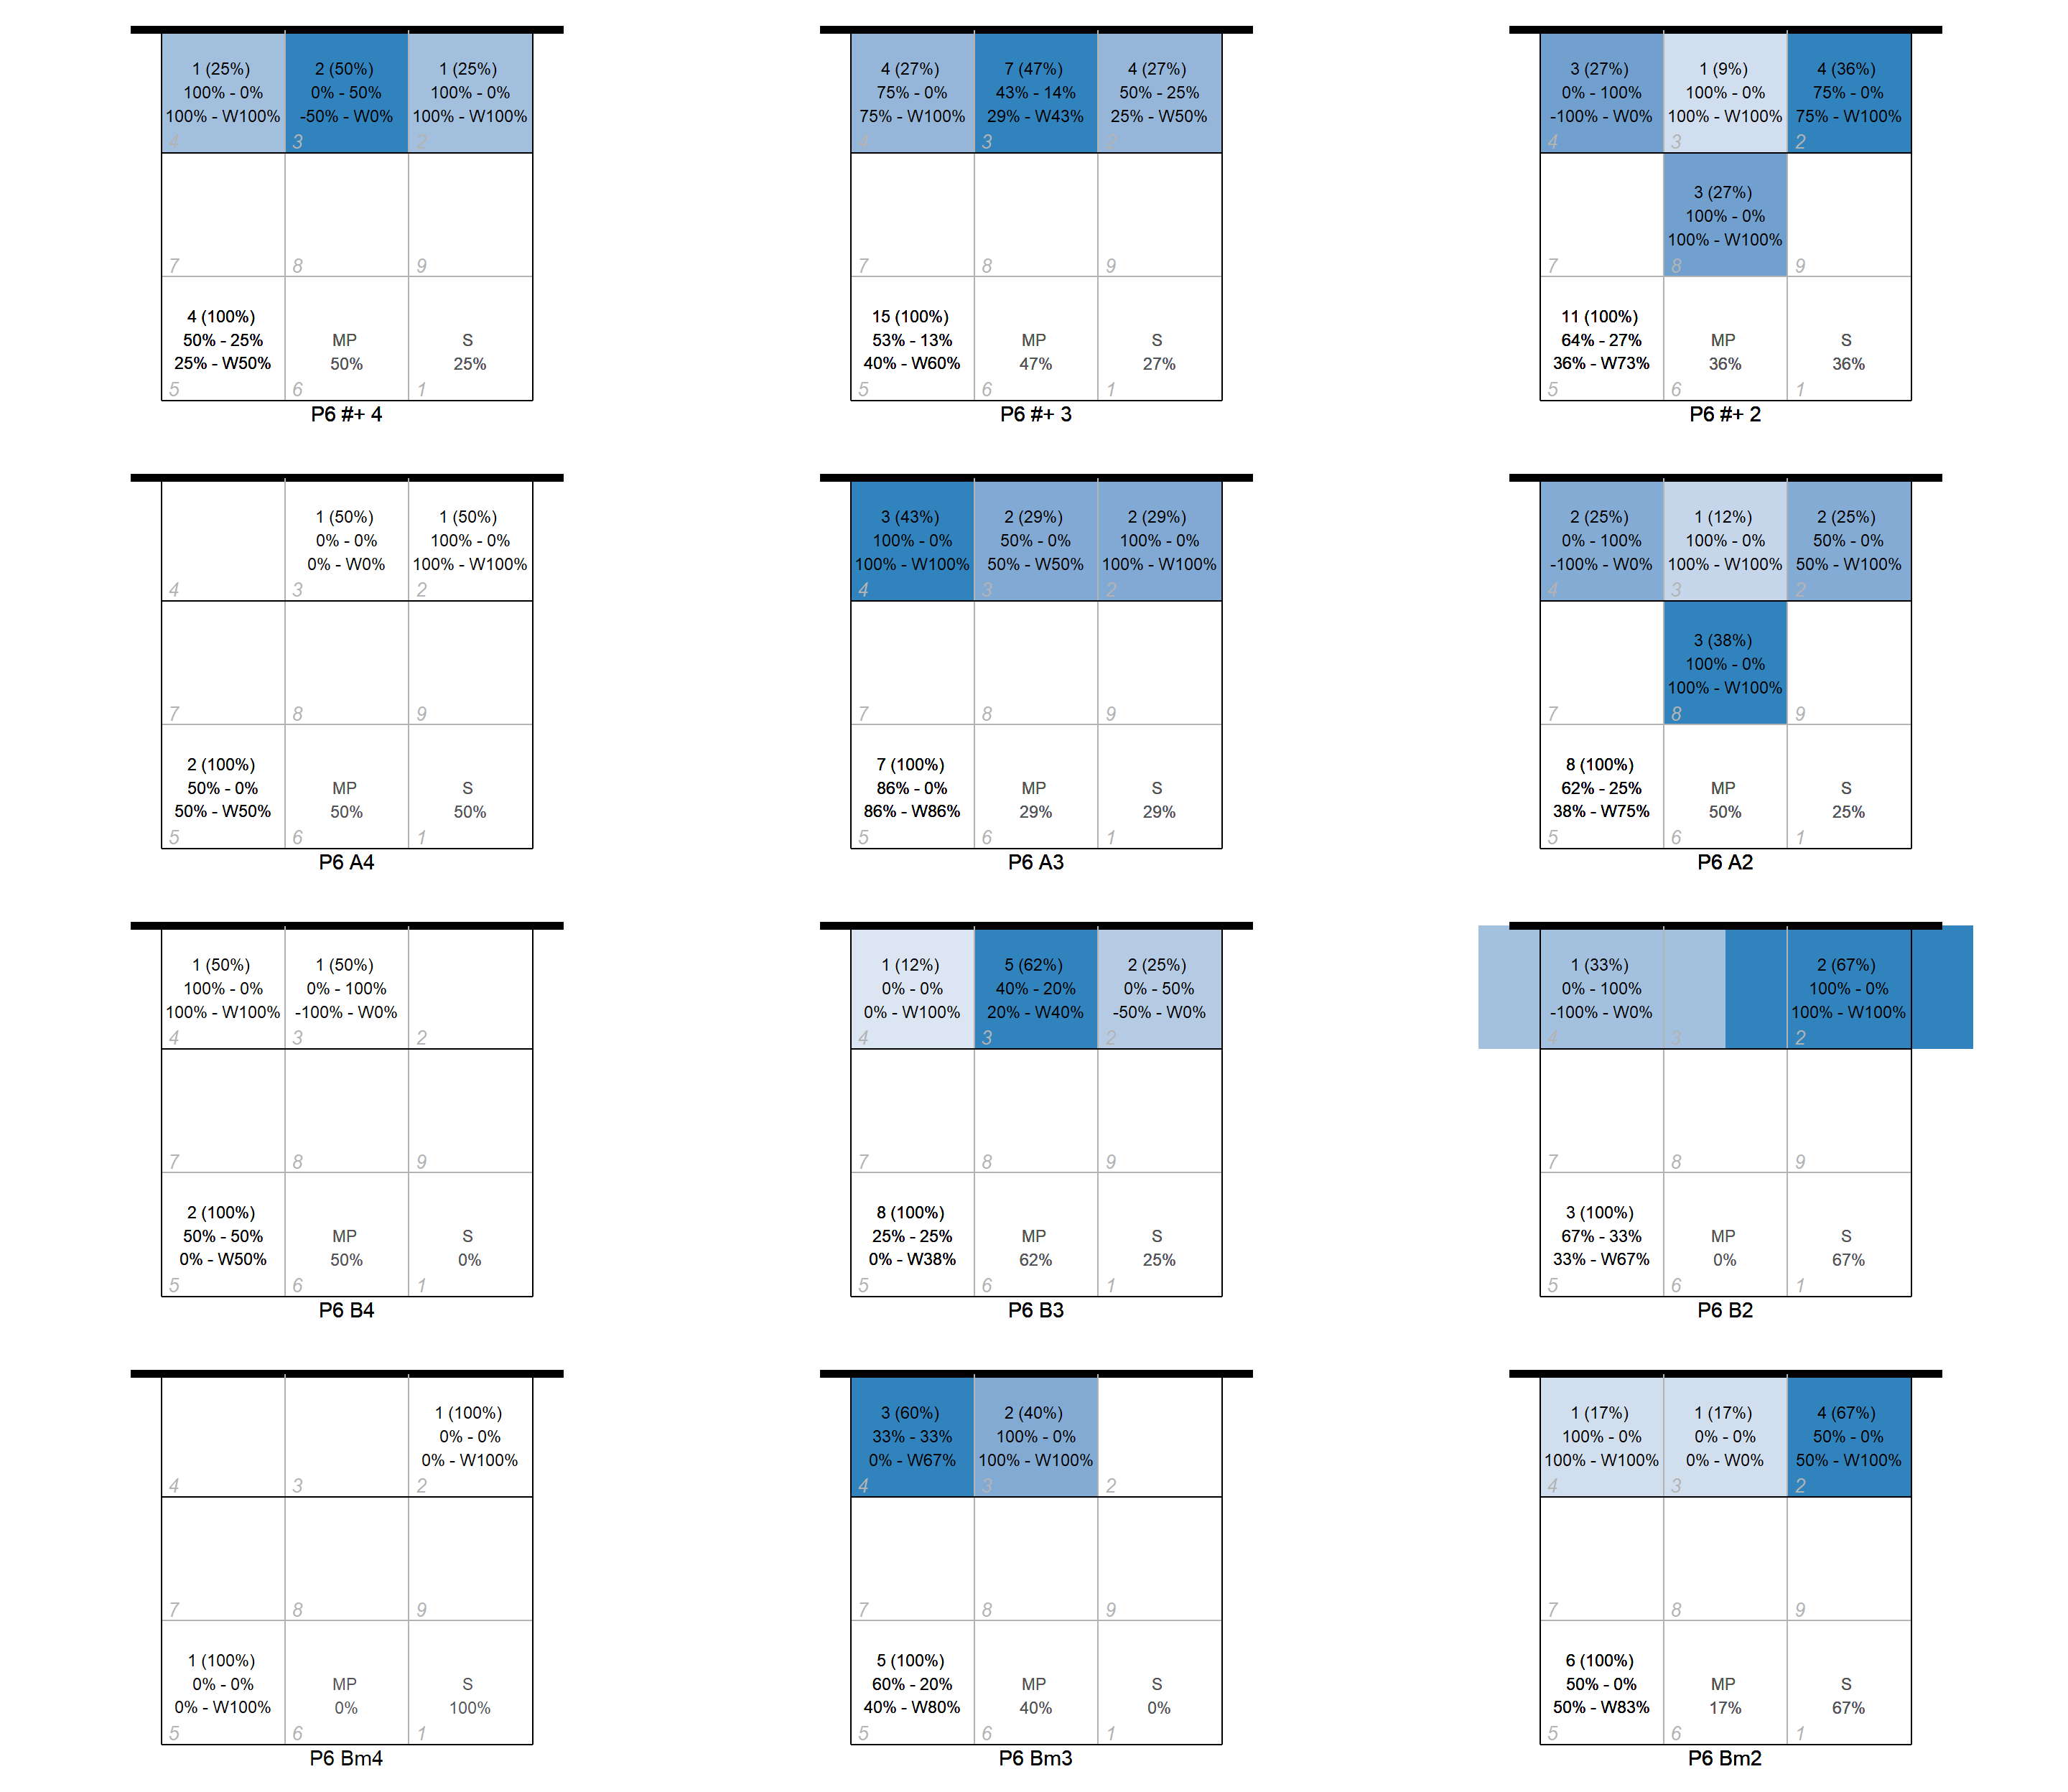 1 (25%)
100% - 0%
100% - W100%
4
2 (50%)
0% - 50%
-50% - W0%
3
1 (25%)
100% - 0%
100% - W100%
2
7
8
9
4 (100%)
50% - 25%
25% - W50%
5
MP
50%
6
S
25%
1
P6 #+ 4
4 (27%)
75% - 0%
75% - W100%
4
7 (47%)
43% - 14%
29% - W43%
3
4 (27%)
50% - 25%
25% - W50%
2
7
8
9
15 (100%)
53% - 13%
40% - W60%
5
MP
47%
6
S
27%
1
P6 #+ 3
3 (27%)
0% - 100%
-100% - W0%
4
1 (9%)
100% - 0%
100% - W100%
3
4 (36%)
75% - 0%
75% - W100%
2
7
3 (27%)
100% - 0%
100% - W100%
8
9
11 (100%)
64% - 27%
36% - W73%
5
MP
36%
6
S
36%
1
P6 #+ 2
4
1 (50%)
0% - 0%
0% - W0%
3
1 (50%)
100% - 0%
100% - W100%
2
7
8
9
2 (100%)
50% - 0%
50% - W50%
5
MP
50%
6
S
50%
1
P6 A4
3 (43%)
100% - 0%
100% - W100%
4
2 (29%)
50% - 0%
50% - W50%
3
2 (29%)
100% - 0%
100% - W100%
2
7
8
9
7 (100%)
86% - 0%
86% - W86%
5
MP
29%
6
S
29%
1
P6 A3
2 (25%)
0% - 100%
-100% - W0%
4
1 (12%)
100% - 0%
100% - W100%
3
2 (25%)
50% - 0%
50% - W100%
2
7
3 (38%)
100% - 0%
100% - W100%
8
9
8 (100%)
62% - 25%
38% - W75%
5
MP
50%
6
S
25%
1
P6 A2
1 (50%)
100% - 0%
100% - W100%
4
1 (50%)
0% - 100%
-100% - W0%
3
2
7
8
9
2 (100%)
50% - 50%
0% - W50%
5
MP
50%
6
S
0%
1
P6 B4
1 (12%)
0% - 0%
0% - W100%
4
5 (62%)
40% - 20%
20% - W40%
3
2 (25%)
0% - 50%
-50% - W0%
2
7
8
9
8 (100%)
25% - 25%
0% - W38%
5
MP
62%
6
S
25%
1
P6 B3
1 (33%)
0% - 100%
-100% - W0%
4
3
2 (67%)
100% - 0%
100% - W100%
2
7
8
9
3 (100%)
67% - 33%
33% - W67%
5
MP
0%
6
S
67%
1
P6 B2
4
3
1 (100%)
0% - 0%
0% - W100%
2
7
8
9
1 (100%)
0% - 0%
0% - W100%
5
MP
0%
6
S
100%
1
P6 Bm4
3 (60%)
33% - 33%
0% - W67%
4
2 (40%)
100% - 0%
100% - W100%
3
2
7
8
9
5 (100%)
60% - 20%
40% - W80%
5
MP
40%
6
S
0%
1
P6 Bm3
1 (17%)
100% - 0%
100% - W100%
4
1 (17%)
0% - 0%
0% - W0%
3
4 (67%)
50% - 0%
50% - W100%
2
7
8
9
6 (100%)
50% - 0%
50% - W83%
5
MP
17%
6
S
67%
1
P6 Bm2